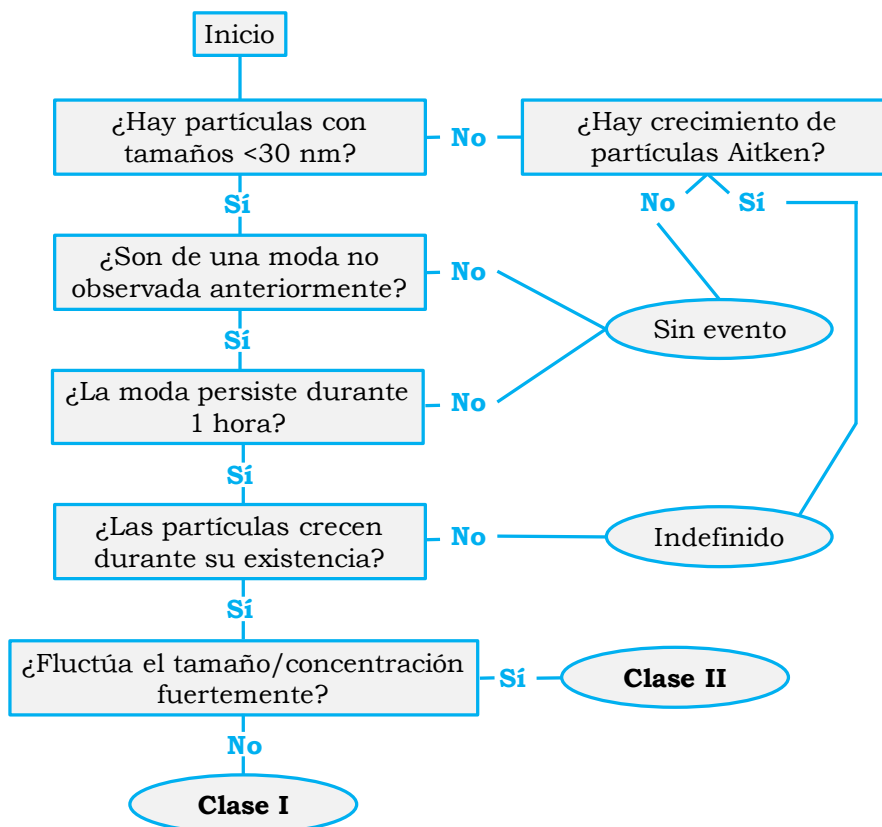 Inicio
¿Hay partículas con
tamaños <30 nm?
No
¿Hay crecimiento de
partículas Aitken?
No
Sí
Sí
¿Son de una moda no
observada anteriormente?
No
Sin evento
Sí
¿La moda persiste durante
1 hora?
No
Sí
¿Las partículas crecen
durante su existencia?
No
Indefinido
Sí
¿Fluctúa el tamaño/concentración
fuertemente?
Sí
Clase II
No
Clase I